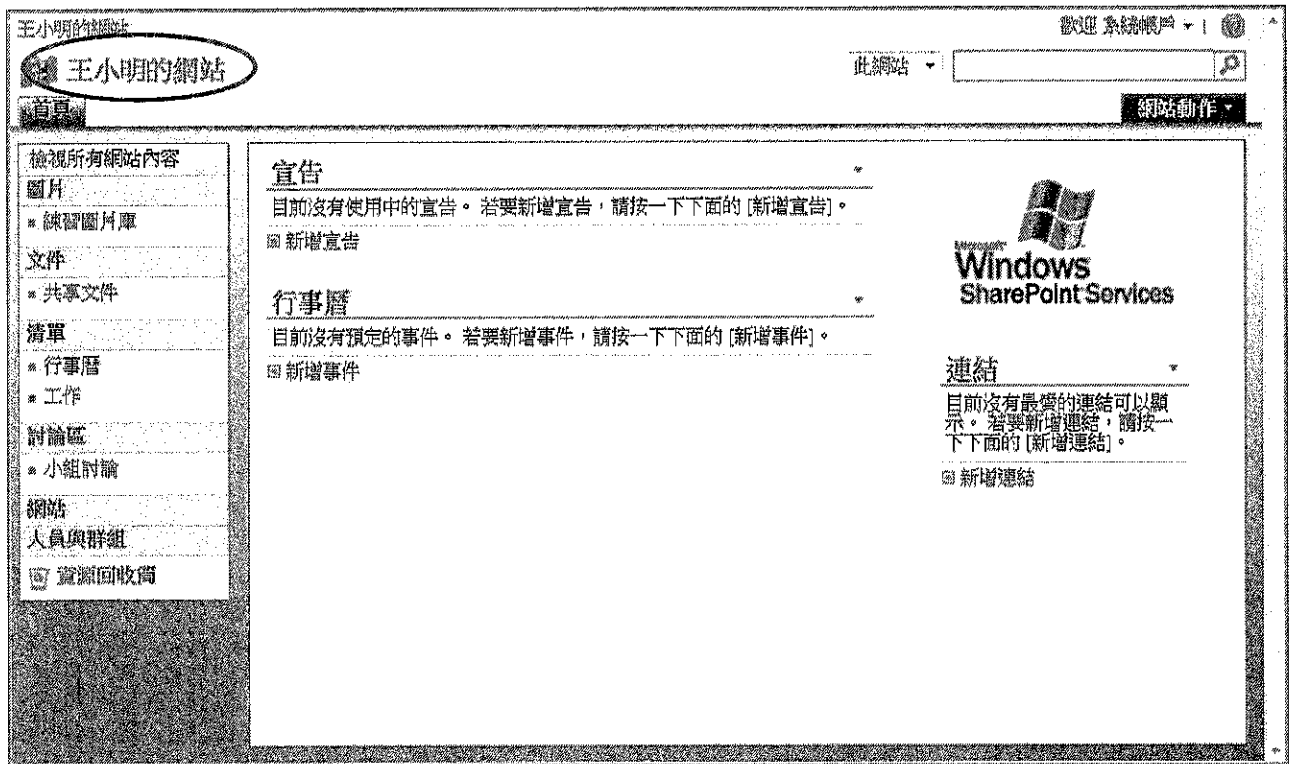 王小明的網站
歡迎 系統帳戶
王小明的網站
此網站
首頁
網站動作
檢視所有網站內容
圖片
練習圖片庫
文件
共享文件
清單
行事曆
工作
討論區
小組討論
網站
人員與群組
資源回收筒
宣告
目前沒有使用中的宣告。 若要新增宣告，請按一下下面的 [新增宣告]。
新增宣告
行事曆
目前沒有預定的事件。 若要新增事件，請按一下下面的 [新增事件]。
新增事件
Microsoft
Windows
SharePoint Services
連結
目前沒有最愛的連結可以顯
示。 若要新增連結，請按一
下下面的 [新增連結]。
新增連結